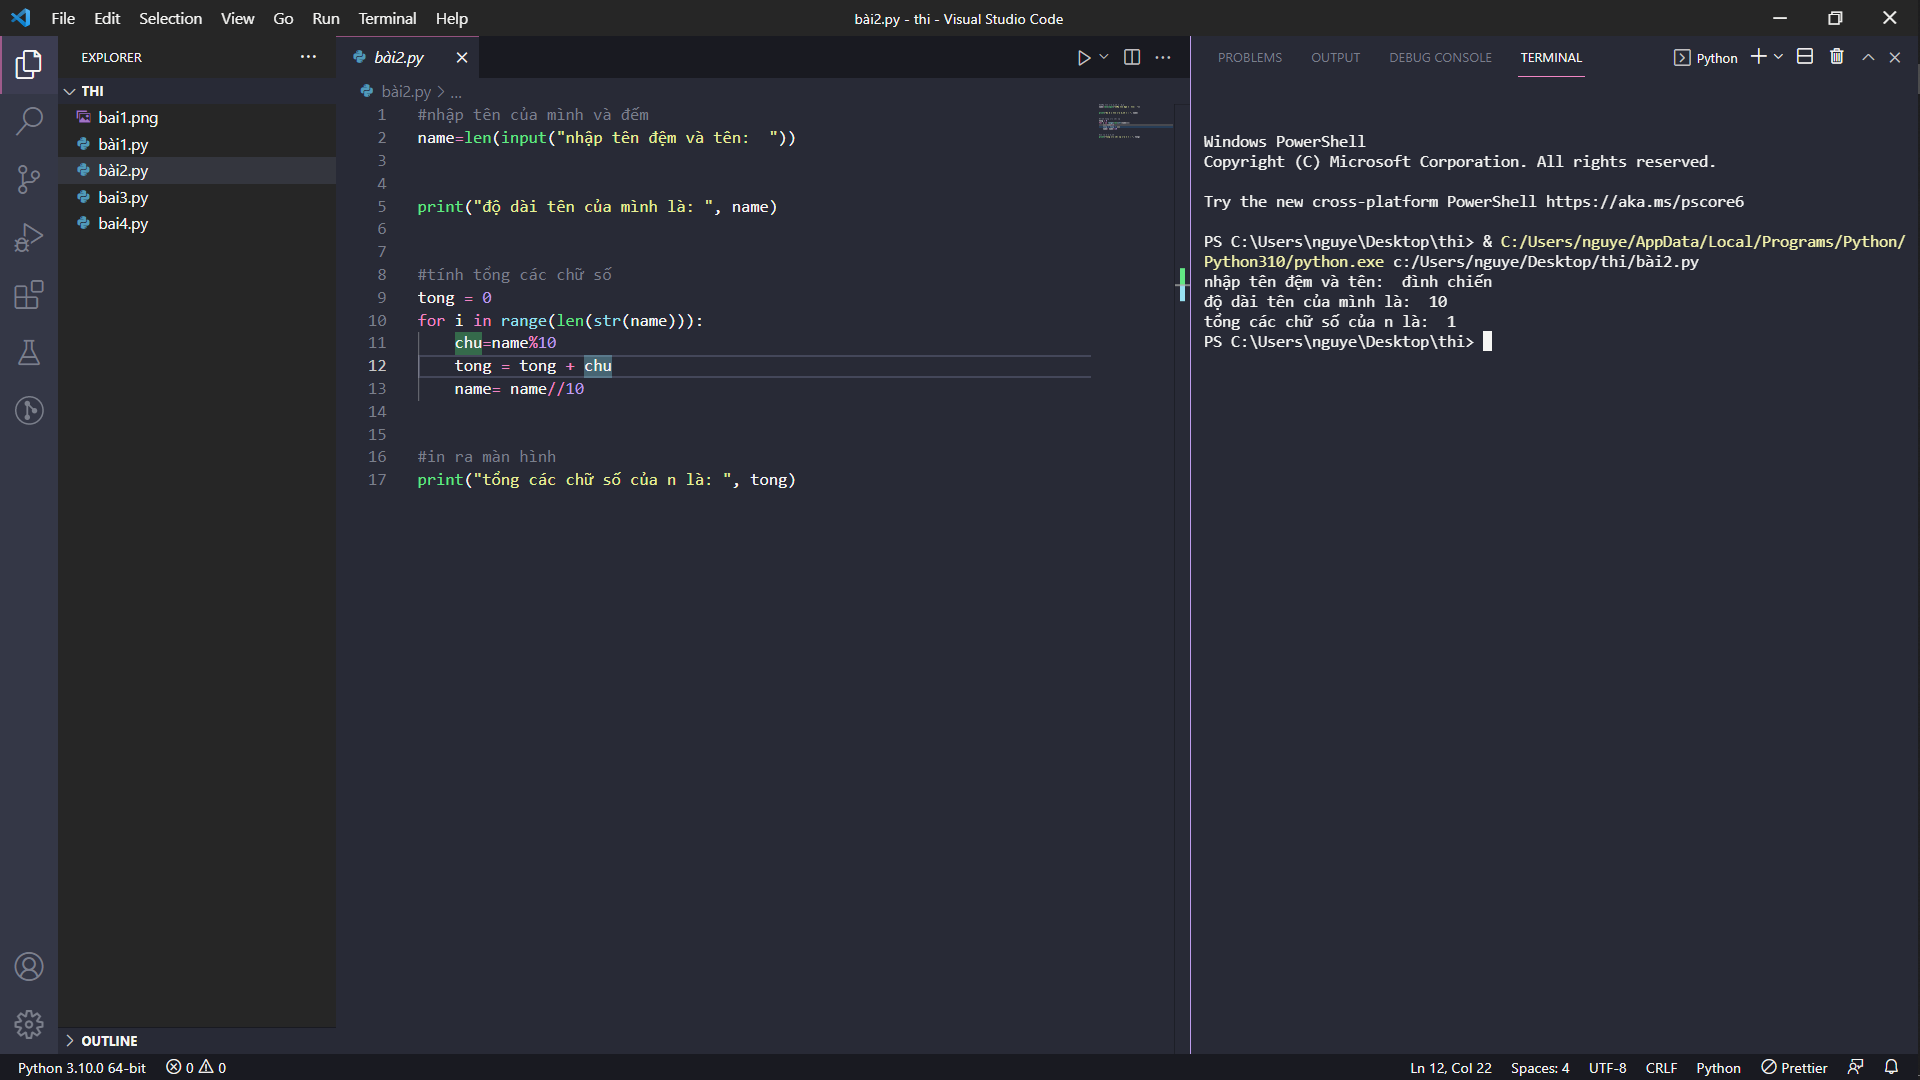 File Edit Selection View Go Run Terminal Help
bài2.py - thi - Visual Studio Code
EXPLORER
THI
bai1.png
bài1.py
bài2.py
bai3.py
bai4.py
OUTLINE
bài2.py
bài2.py > ...
1 #nhập tên của mình và đếm
2 name=len(input("nhập tên đệm và tên:  "))
3
4
5 print("độ dài tên của mình là: ", name)
6
7
8 #tính tổng các chữ số
9 tong = 0
10 for i in range(len(str(name))):
11     chu=name%10
12     tong = tong + chu
13     name= name//10
14
15
16 #in ra màn hình
17 print("tổng các chữ số của n là: ", tong)
PROBLEMS OUTPUT DEBUG CONSOLE TERMINAL
Python
Windows PowerShell
Copyright (C) Microsoft Corporation. All rights reserved.
Try the new cross-platform PowerShell https://aka.ms/pscore6
PS C:\Users\nguye\Desktop\thi> & C:/Users/nguye/AppData/Local/Programs/Python/
Python310/python.exe c:/Users/nguye/Desktop/thi/bài2.py
nhập tên đệm và tên:  đình chiến
độ dài tên của mình là:  10
tổng các chữ số của n là:  1
PS C:\Users\nguye\Desktop\thi>
Python 3.10.0 64-bit 0 0
Ln 12, Col 22 Spaces: 4 UTF-8 CRLF Python Prettier